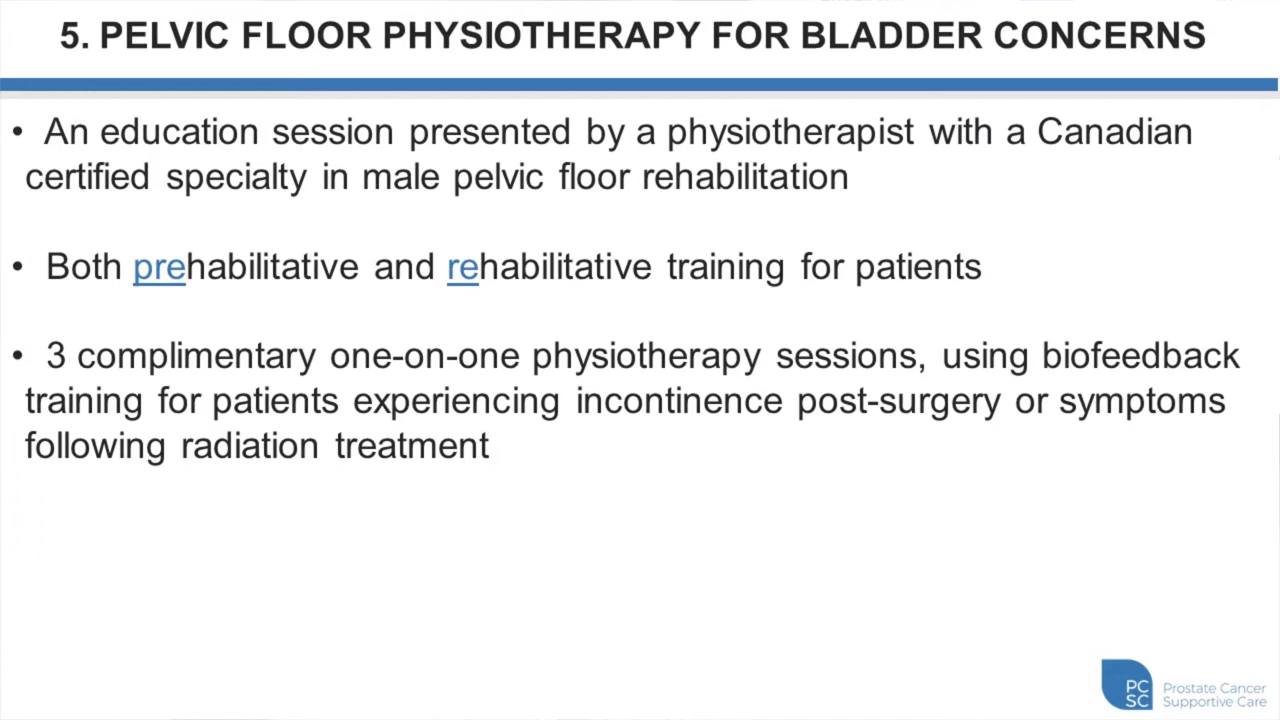 5. PELVIC FLOOR PHYSIOTHERAPY FOR BLADDER CONCERNS
• An education session presented by a physiotherapist with a Canadian
certified specialty in male pelvic floor rehabilitation
• Both prehabilitative and rehabilitative training for patients
• 3 complimentary one-on-one physiotherapy sessions, using biofeedback
training for patients experiencing incontinence post-surgery or symptoms
following radiation treatment
PC
SC
Prostate Cancer
Supportive Care